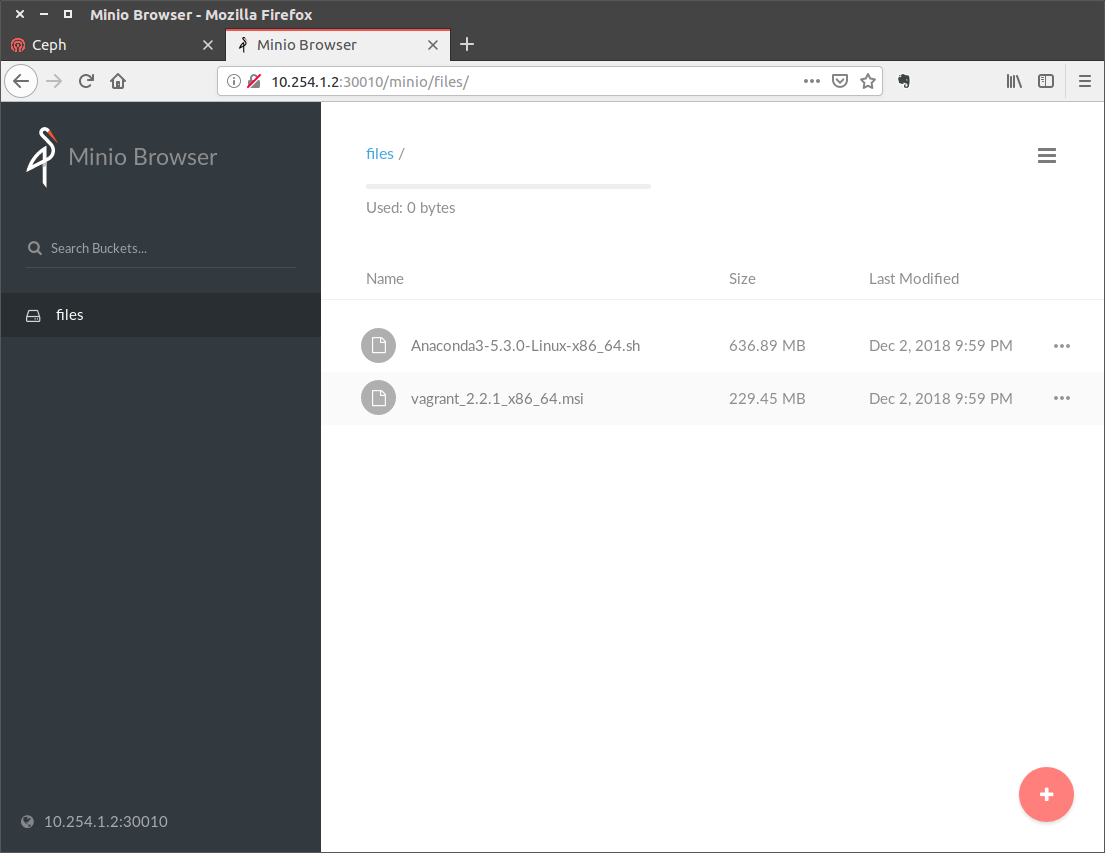 Minio Browser - Mozilla Firefox
Ceph
Minio Browser
10.254.1.2:30010/minio/files/
Minio Browser
files /
Used: 0 bytes
Search Buckets...
Name Size Last Modified
files
Anaconda3-5.3.0-Linux-x86_64.sh 636.89 MB Dec 2, 2018 9:59 PM
vagrant_2.2.1_x86_64.msi 229.45 MB Dec 2, 2018 9:59 PM
10.254.1.2:30010